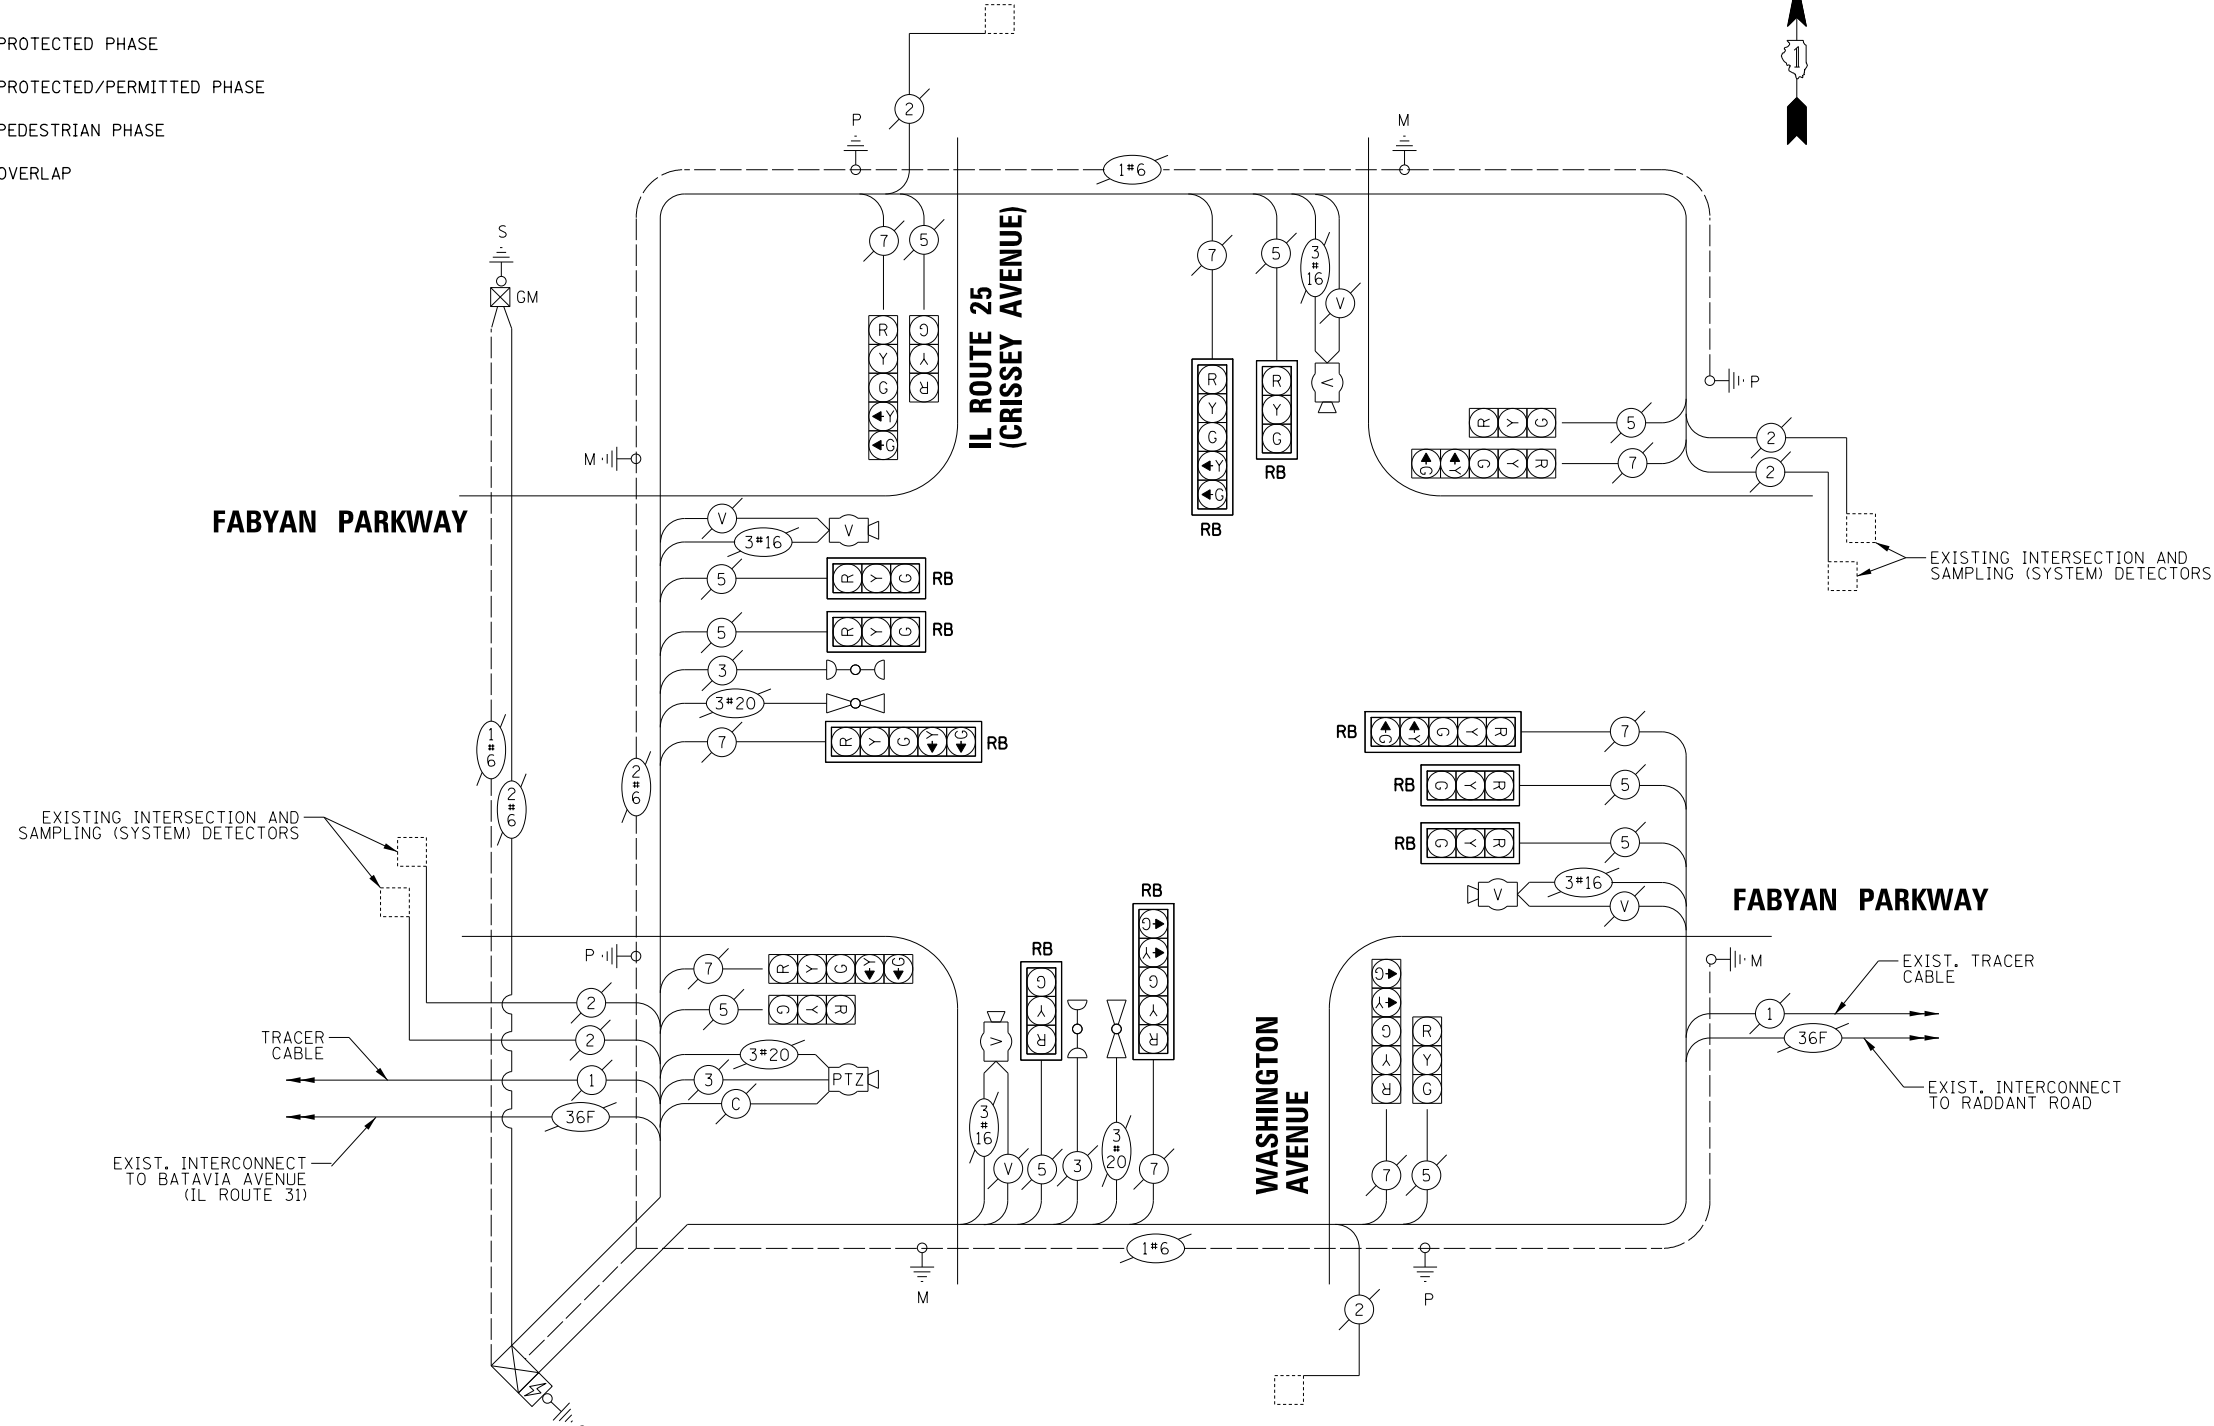 PROTECTED PHASE
PROTECTED/PERMITTED PHASE
PEDESTRIAN PHASE
OVERLAP
1
2
P
M
1#6
S
GM
7
5
R
Y
G
Y
G
G
Y
R
IL ROUTE 25
(CRISSEY AVENUE)
7
5
3
#
16
V
R
Y
G
Y
G
RB
R
Y
G
RB
V
P
M
G Y R 5
G Y G Y R 7
2
2
FABYAN PARKWAY
V
3#16
V
5
R Y G RB
5
R Y G RB
3
3#20
7
R Y G Y G RB
EXISTING INTERSECTION AND
SAMPLING (SYSTEM) DETECTORS
1
#
6
2
#
6
2
#
6
RB G Y G Y R 7
RB G Y R 5
RB G Y R 5
V 3#16
V
EXISTING INTERSECTION AND
SAMPLING (SYSTEM) DETECTORS
FABYAN PARKWAY
P
7 R Y G Y G
5 G Y R
2
2
TRACER
CABLE
1
3#20
3
C
PTZ
36F
EXIST. INTERCONNECT
TO BATAVIA AVENUE
(IL ROUTE 31)
V
3
#
16
V
RB
G
Y
R
5
3
3
#
20
RB
G
Y
G
Y
R
7
WASHINGTON
AVENUE
G
Y
G
Y
R
7
R
Y
G
5
M
EXIST. TRACER
CABLE
1
36F
EXIST. INTERCONNECT
TO RADDANT ROAD
M
1#6
P
2